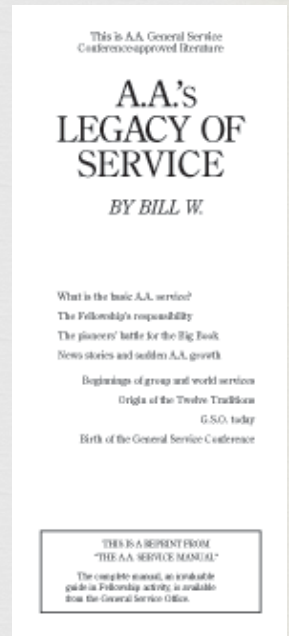 This is A.A. General Service
Conference-approved literature
A.A.'s
LEGACY OF
SERVICE
BY BILL W.
What is the basic A.A. service?
The Fellowship's responsibility
The pioneers' battle for the Big Book
News stories and sudden A.A. growth
Beginnings of group and world services
Origin of the Twelve Traditions
G.S.O. today
Birth of the General Service Conference
THIS IS A REPRINT FROM
"THE A.A. SERVICE MANUAL"
The complete manual, an invaluable
guide in Fellowship activity, is available
from the General Service Office.